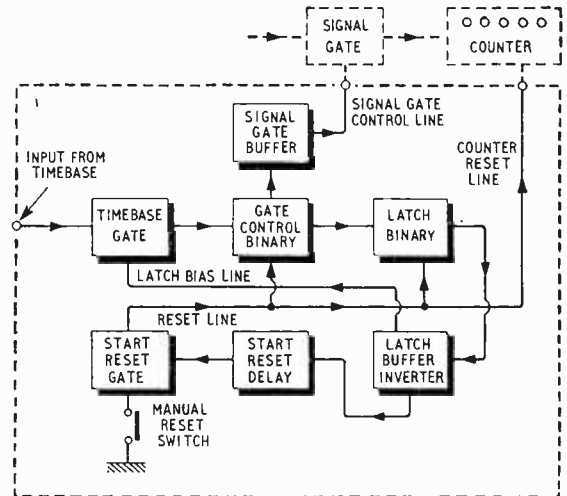 SIGNAL
GATE
COUNTER
SIGNAL GATE
CONTROL LINE
SIGNAL
GATE
BUFFER
COUNTER
RESET
LINE
INPUT FROM
TIMEBASE
TIMEBASE
GATE
GATE
CONTROL
BINARY
LATCH
BINARY
LATCH BIAS LINE
RESET LINE
START
RESET
GATE
START
RESET
DELAY
LATCH
BUFFER
INVERTER
MANUAL
RESET
SWITCH